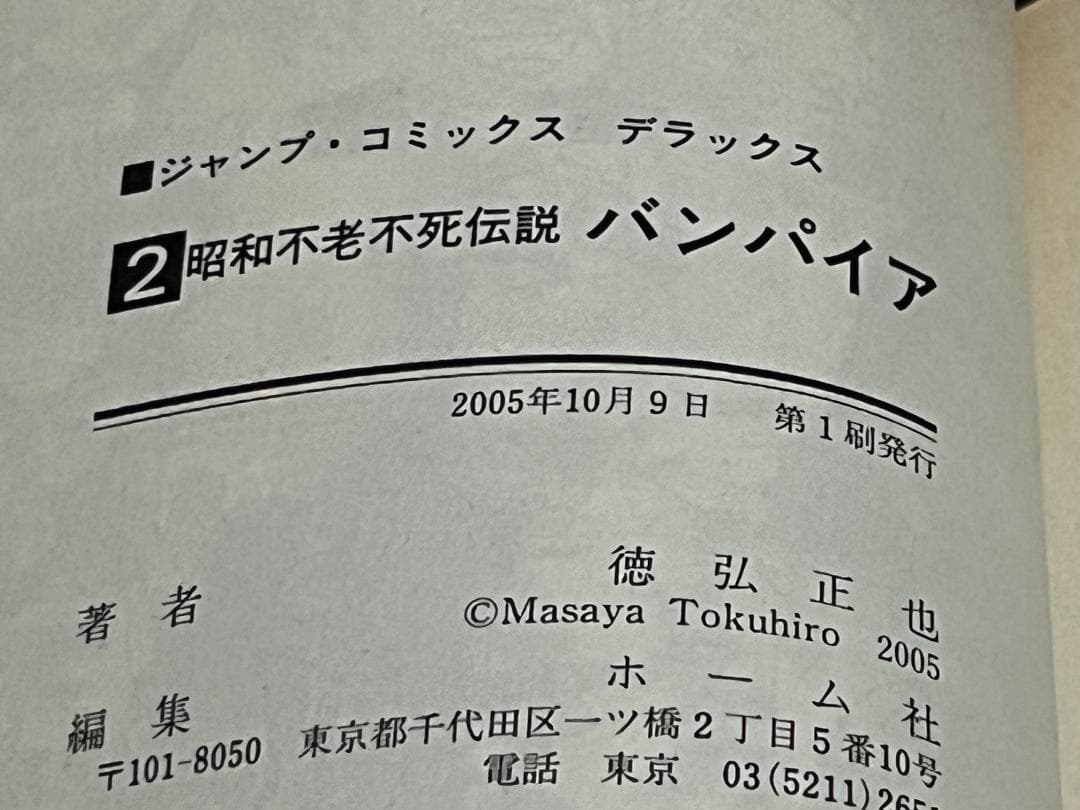 ■ジャンプ・コミックス デラックス
2昭和不老不死伝説 バンパイア
2005年10月9日 第1刷発行
著者 徳弘正也
©Masaya Tokuhiro 2005
編集 ホーム社
〒101-8050 東京都千代田区一ツ橋2丁目5番10号
電話 東京 03(5211)265